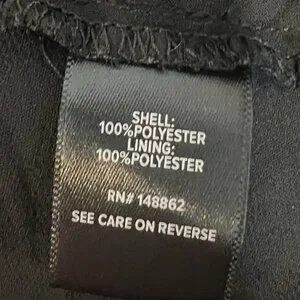 SHELL:
100%POLYESTER
LINING:
100%POLYESTER
RN# 148862
SEE CARE ON REVERSE